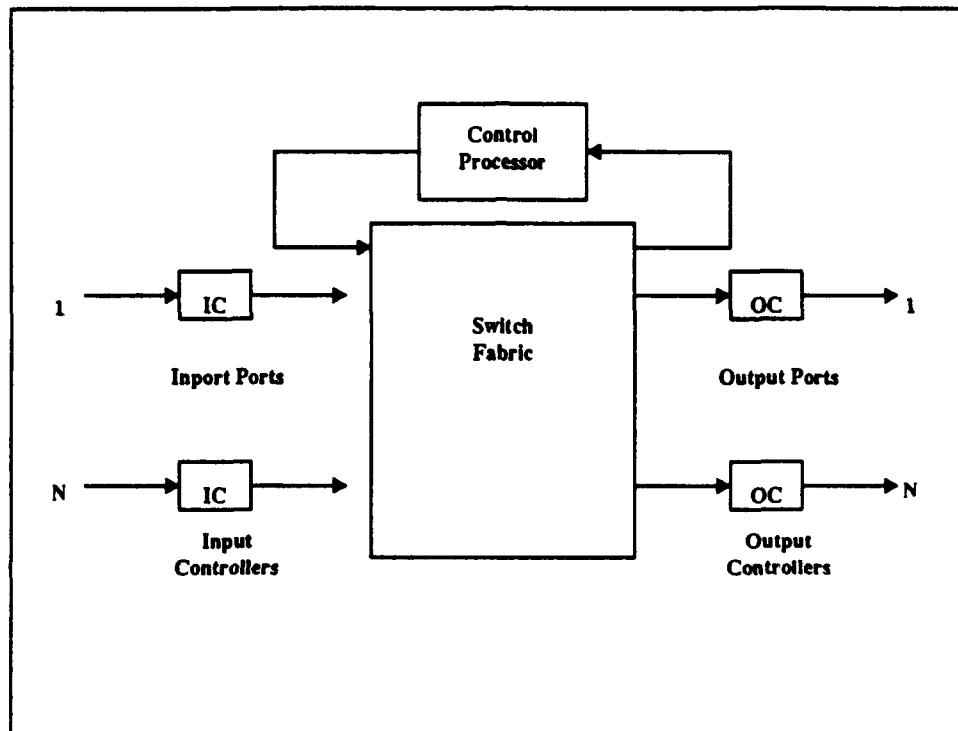 Control
Processor
1
IC
OC
1
Switch
Fabric
Inport Ports
Output Ports
N
IC
OC
N
Input
Controllers
Output
Controllers